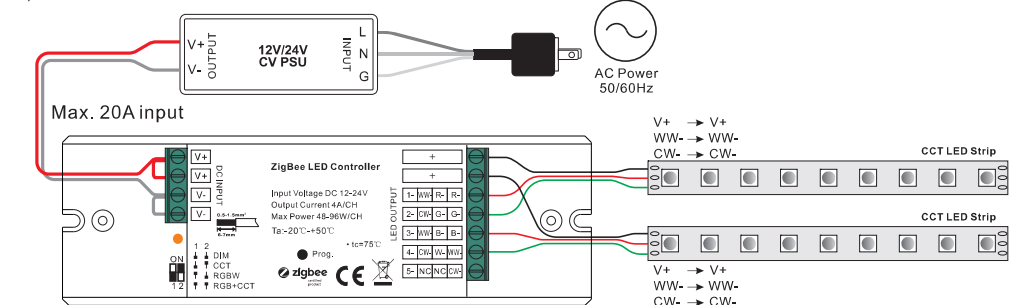 V+
V-
OUTPUT
12V/24V
CV PSU
INPUT
L
N
G
AC Power
50/60Hz
Max. 20A input
V+ → V+
WW- → WW-
CW- → CW-
CCT LED Strip
V+
V+
V-
V-
DC INPUT
0.5-1.5mm²
6-7mm
ZigBee LED Controller
Input Voltage DC 12-24V
Output Current 4A/CH
Max Power 48-96W/CH
Ta:-20°C-+50°C
• tc=75°C
Prog.
zigbee
certified
product
CE
ON
1 2
1 2
DIM
CCT
RGBW
RGB+CCT
LED OUTPUT
+
+
1- WW- R- R-
2- CW- G- G-
3- WW- B- B-
4- CW- W- WW-
5- NC NC CW-
CCT LED Strip
V+ → V+
WW- → WW-
CW- → CW-